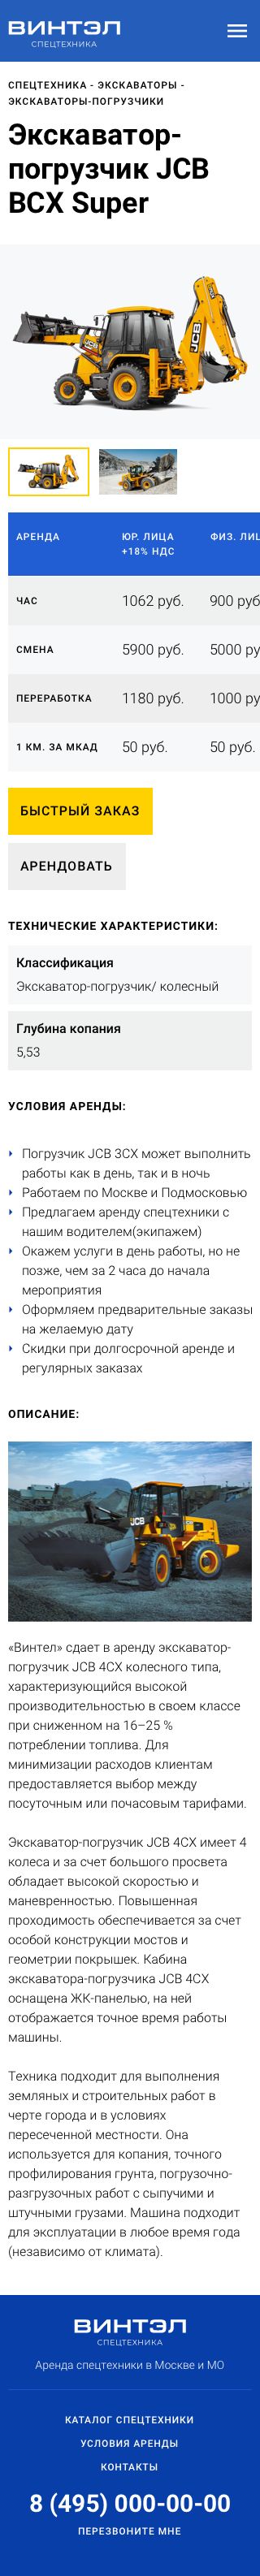 ВИНТЭЛ
СПЕЦТЕХНИКА
СПЕЦТЕХНИКА - ЭКСКАВАТОРЫ -
ЭКСКАВАТОРЫ-ПОГРУЗЧИКИ
Экскаватор-
погрузчик JCB
BCX Super
JCB
АРЕНДА ЮР. ЛИЦА ФИЗ. ЛИЦ
+18% НДС
ЧАС 1062 руб. 900 руб
СМЕНА 5900 руб. 5000 ру
ПЕРЕРАБОТКА 1180 руб. 1000 ру
1 КМ. ЗА МКАД 50 руб. 50 руб.
БЫСТРЫЙ ЗАКАЗ
АРЕНДОВАТЬ
ТЕХНИЧЕСКИЕ ХАРАКТЕРИСТИКИ:
Классификация
Экскаватор-погрузчик/ колесный
Глубина копания
5,53
УСЛОВИЯ АРЕНДЫ:
Погрузчик JCB 3CX может выполнить
работы как в день, так и в ночь
Работаем по Москве и Подмосковью
Предлагаем аренду спецтехники с
нашим водителем(экипажем)
Окажем услуги в день работы, но не
позже, чем за 2 часа до начала
мероприятия
Оформляем предварительные заказы
на желаемую дату
Скидки при долгосрочной аренде и
регулярных заказах
ОПИСАНИЕ:
JCB
«Винтел» сдает в аренду экскаватор-
погрузчик JCB 4CX колесного типа,
характеризующийся высокой
производительностью в своем классе
при сниженном на 16–25 %
потреблении топлива. Для
минимизации расходов клиентам
предоставляется выбор между
посуточным или почасовым тарифами.
Экскаватор-погрузчик JCB 4CX имеет 4
колеса и за счет большого просвета
обладает высокой скоростью и
маневренностью. Повышенная
проходимость обеспечивается за счет
особой конструкции мостов и
геометрии покрышек. Кабина
экскаватора-погрузчика JCB 4CX
оснащена ЖК-панелью, на ней
отображается точное время работы
машины.
Техника подходит для выполнения
земляных и строительных работ в
черте города и в условиях
пересеченной местности. Она
используется для копания, точного
профилирования грунта, погрузочно-
разгрузочных работ с сыпучими и
штучными грузами. Машина подходит
для эксплуатации в любое время года
(независимо от климата).
ВИНТЭЛ
СПЕЦТЕХНИКА
Аренда спецтехники в Москве и МО
КАТАЛОГ СПЕЦТЕХНИКИ
УСЛОВИЯ АРЕНДЫ
КОНТАКТЫ
8 (495) 000-00-00
ПЕРЕЗВОНИТЕ МНЕ